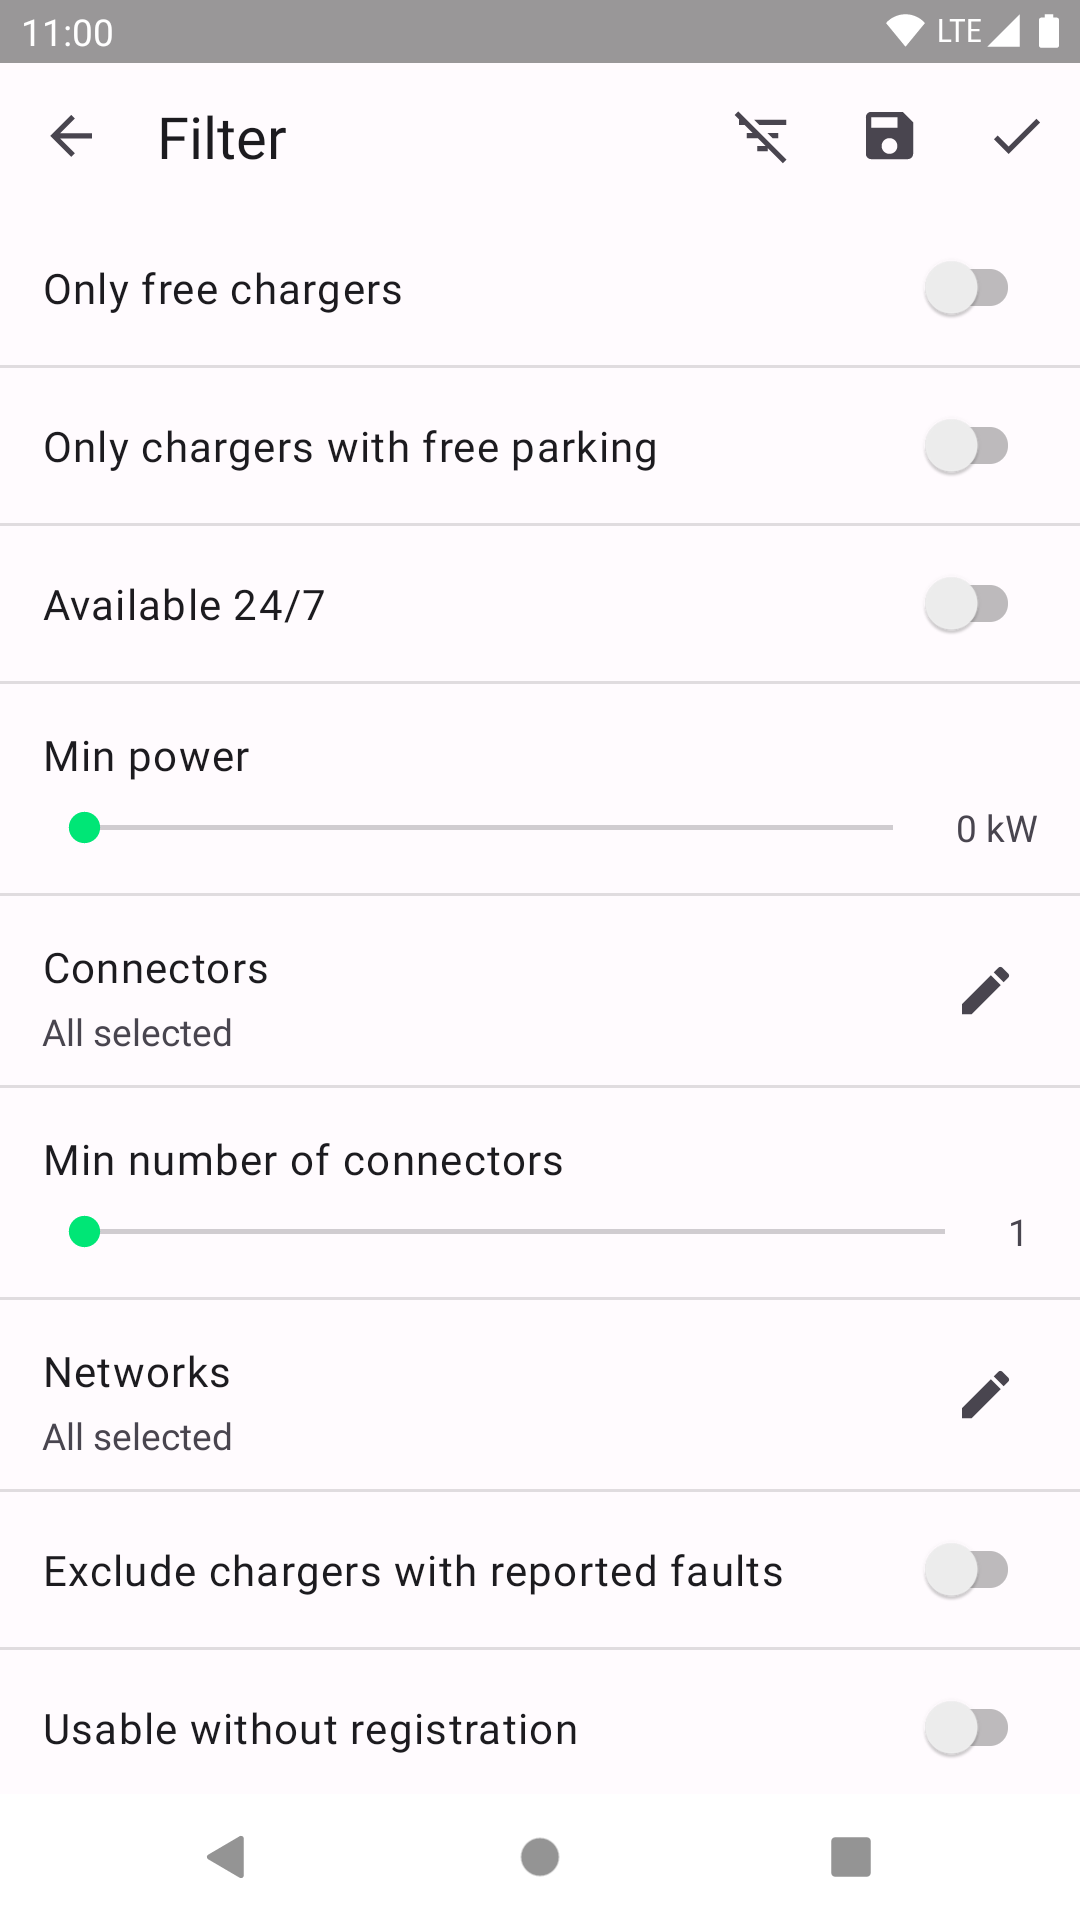 11:00 LTE
Filter
Only free chargers
Only chargers with free parking
Available 24/7
Min power
0 kW
Connectors
All selected
Min number of connectors
1
Networks
All selected
Exclude chargers with reported faults
Usable without registration